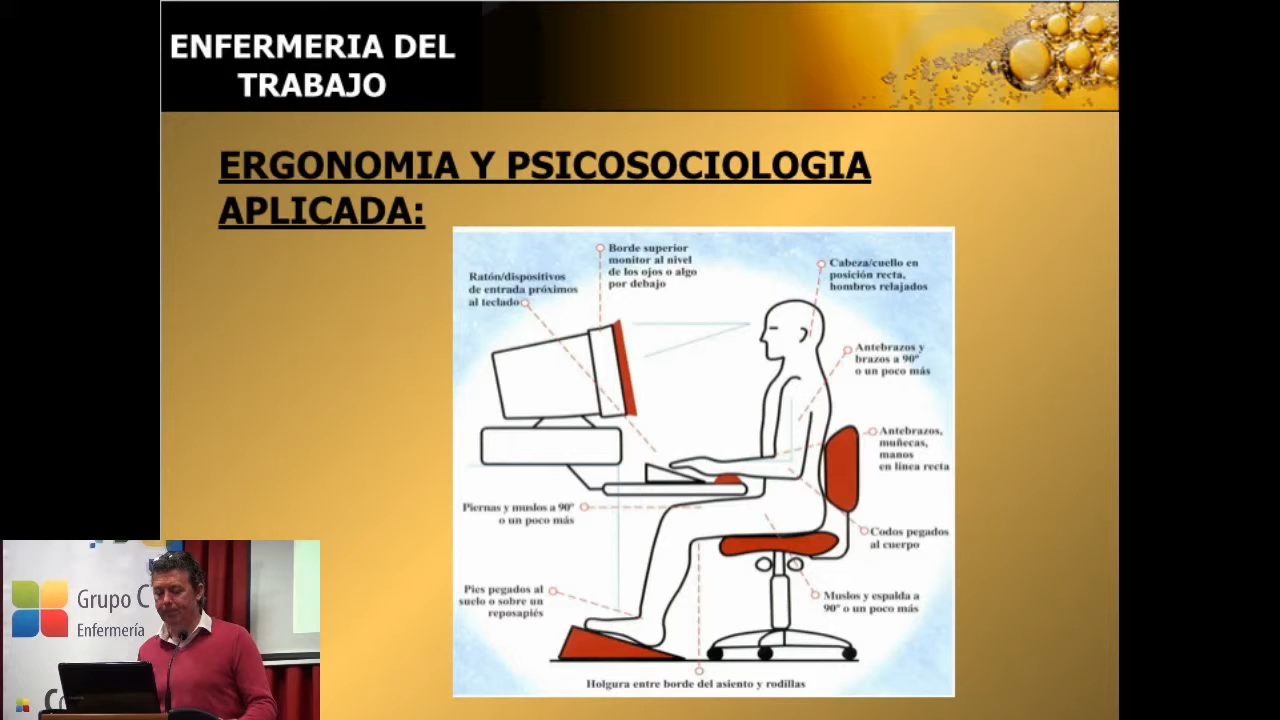 ENFERMERIA DEL
TRABAJO
ERGONOMIA Y PSICOSOCIOLOGIA
APLICADA:
Borde superior
monitor al nivel
de los ojos o algo
por debajo
Ratón/dispositivos
de entrada próximos
al teclado
Cabeza/cuello en
posición recta,
hombros relajados
Antebrazos y
brazos a 90º
o un poco más
Antebrazos,
muñecas,
manos
en línea recta
Piernas y muslos a 90º
o un poco más
Codos pegados
al cuerpo
Pies pegados al
suelo o sobre un
reposapiés
Muslos y espalda a
90º o un poco más
Holgura entre borde del asiento y rodillas
Grupo C
Enfermería